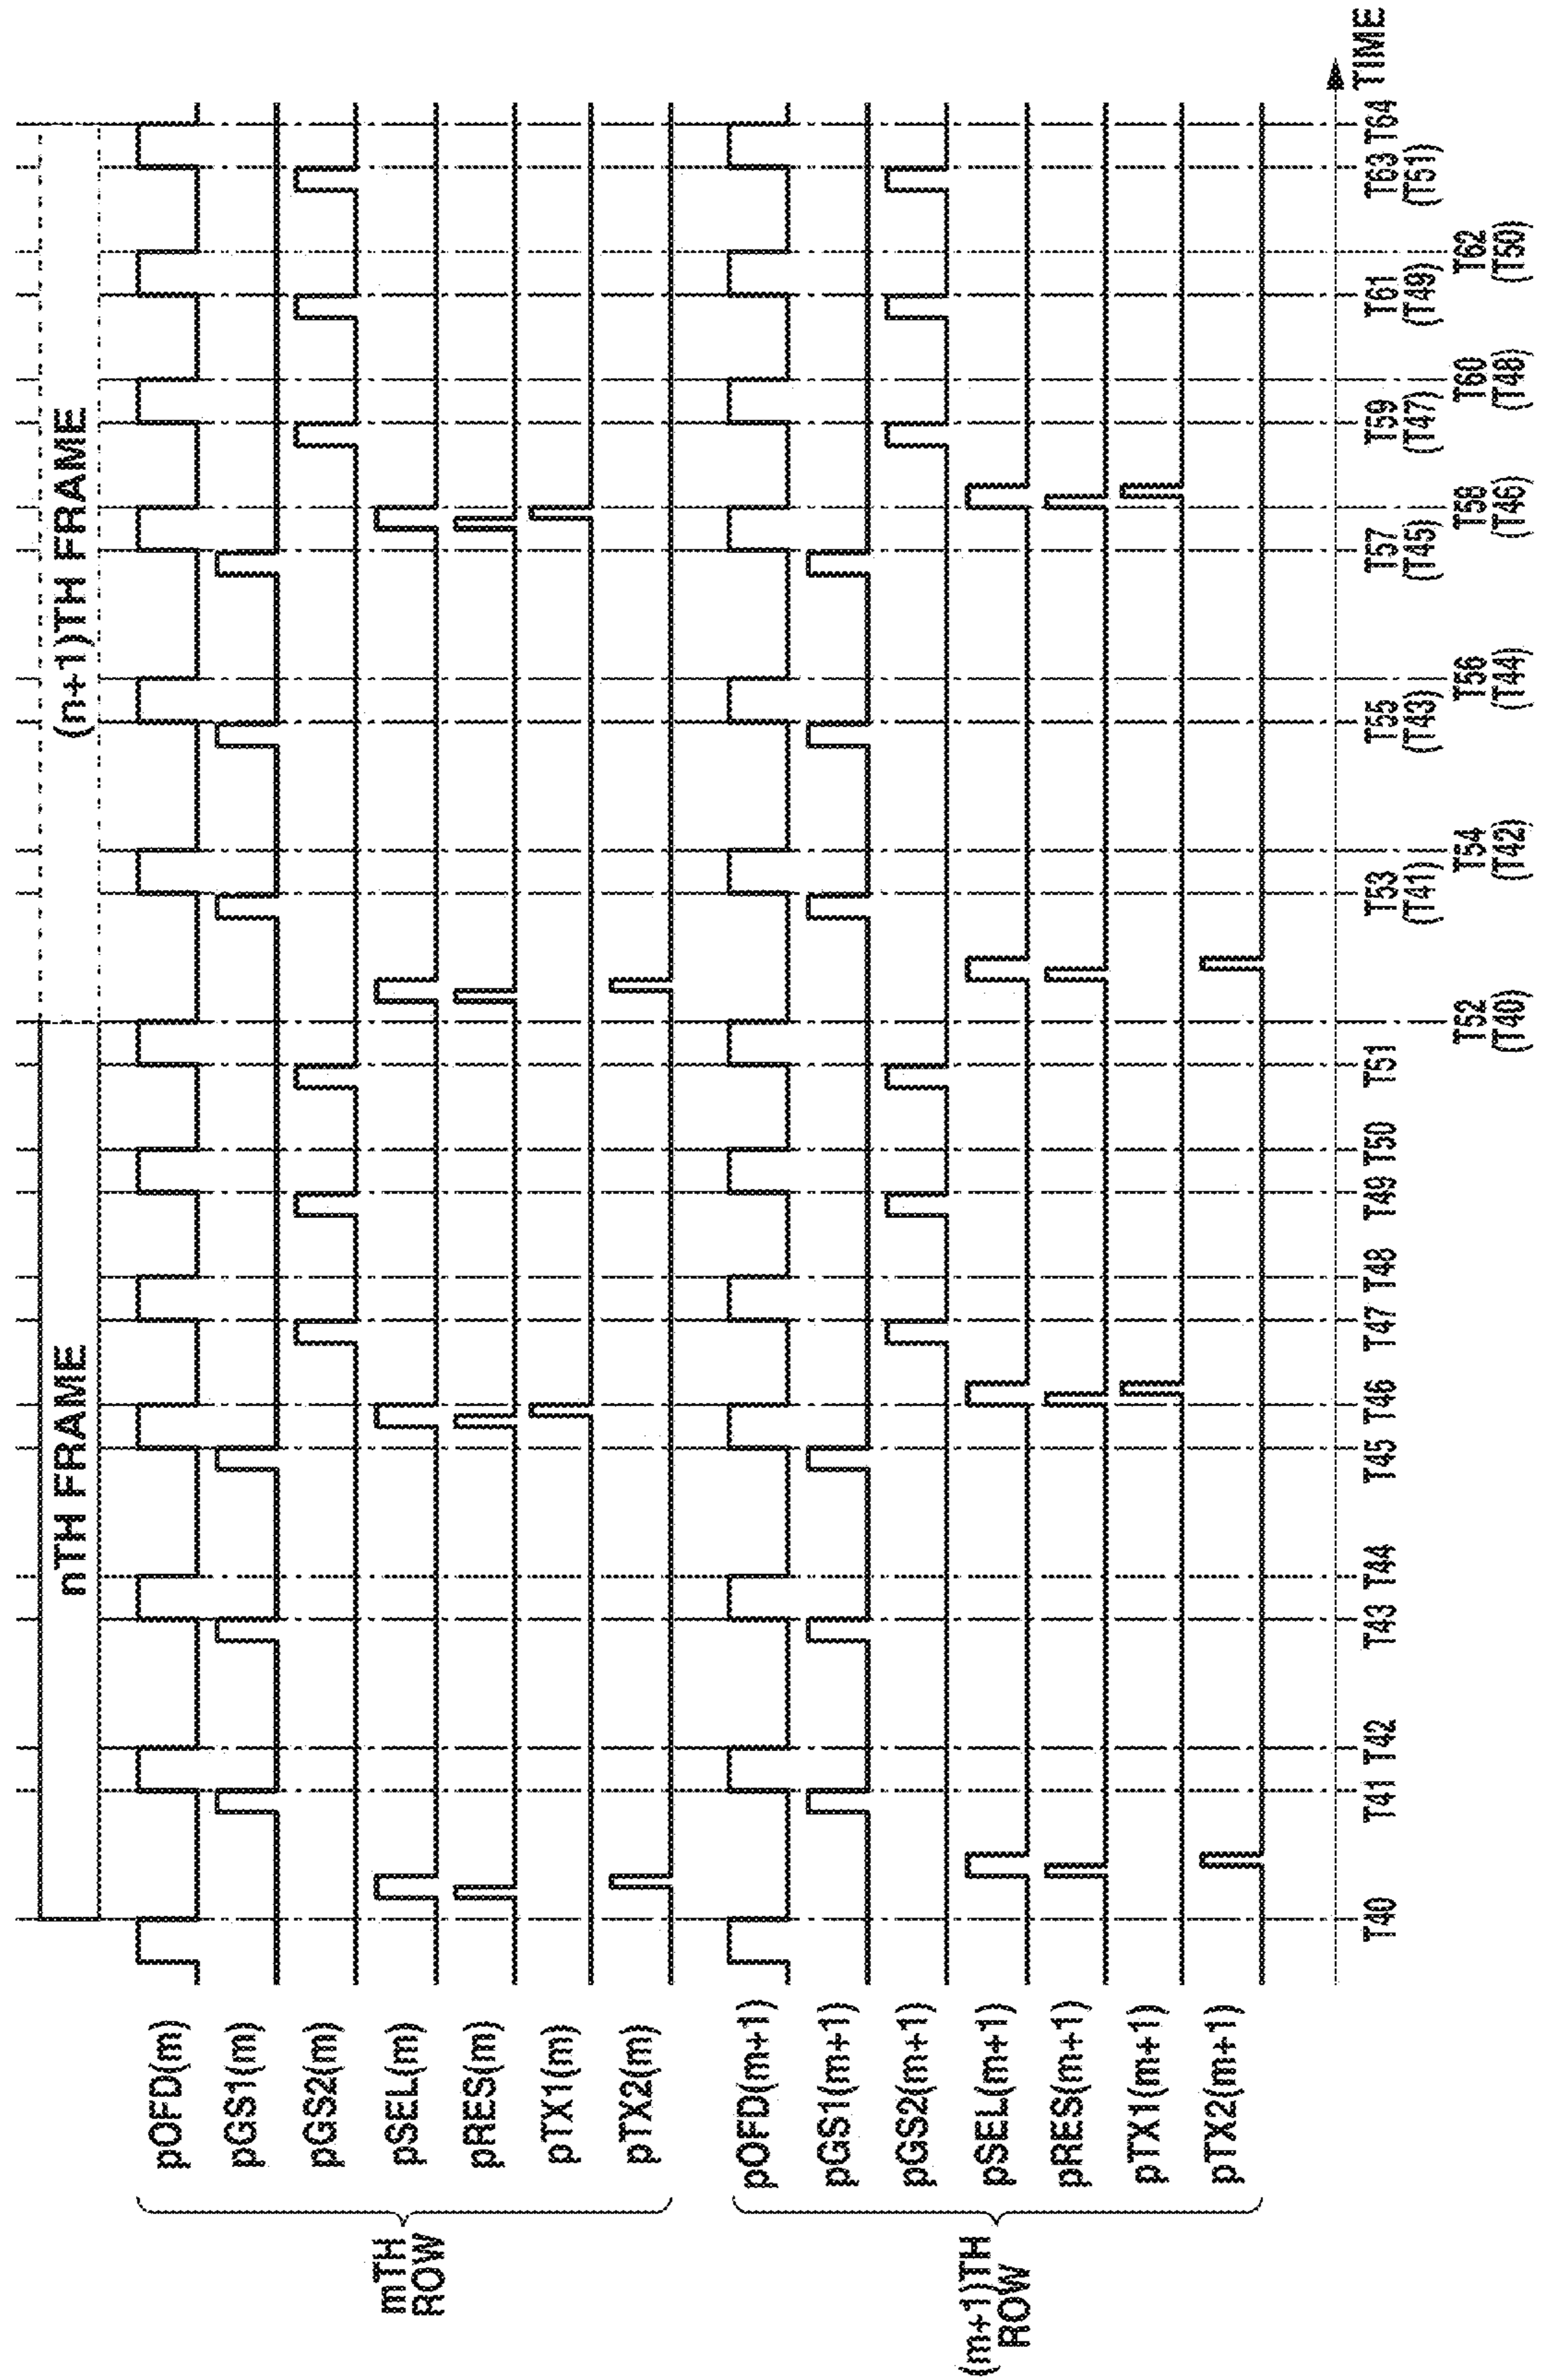 nTH FRAME
(n+1)TH FRAME
mTH
ROW
pOFD(m)
pGS1(m)
pGS2(m)
pSEL(m)
pRES(m)
pTX1(m)
pTX2(m)
(m+1)TH
ROW
pOFD(m+1)
pGS1(m+1)
pGS2(m+1)
pSEL(m+1)
pRES(m+1)
pTX1(m+1)
pTX2(m+1)
TIME
T40 T41 T42 T43 T44 T45 T46 T47 T48 T49 T50 T51 T53 T55 T57 T59 T61 T63 T64
(T41) (T43) (T45) (T47) (T49) (T51)
T52 T54 T56 T58 T60 T62
(T40) (T42) (T44) (T46) (T48) (T50)